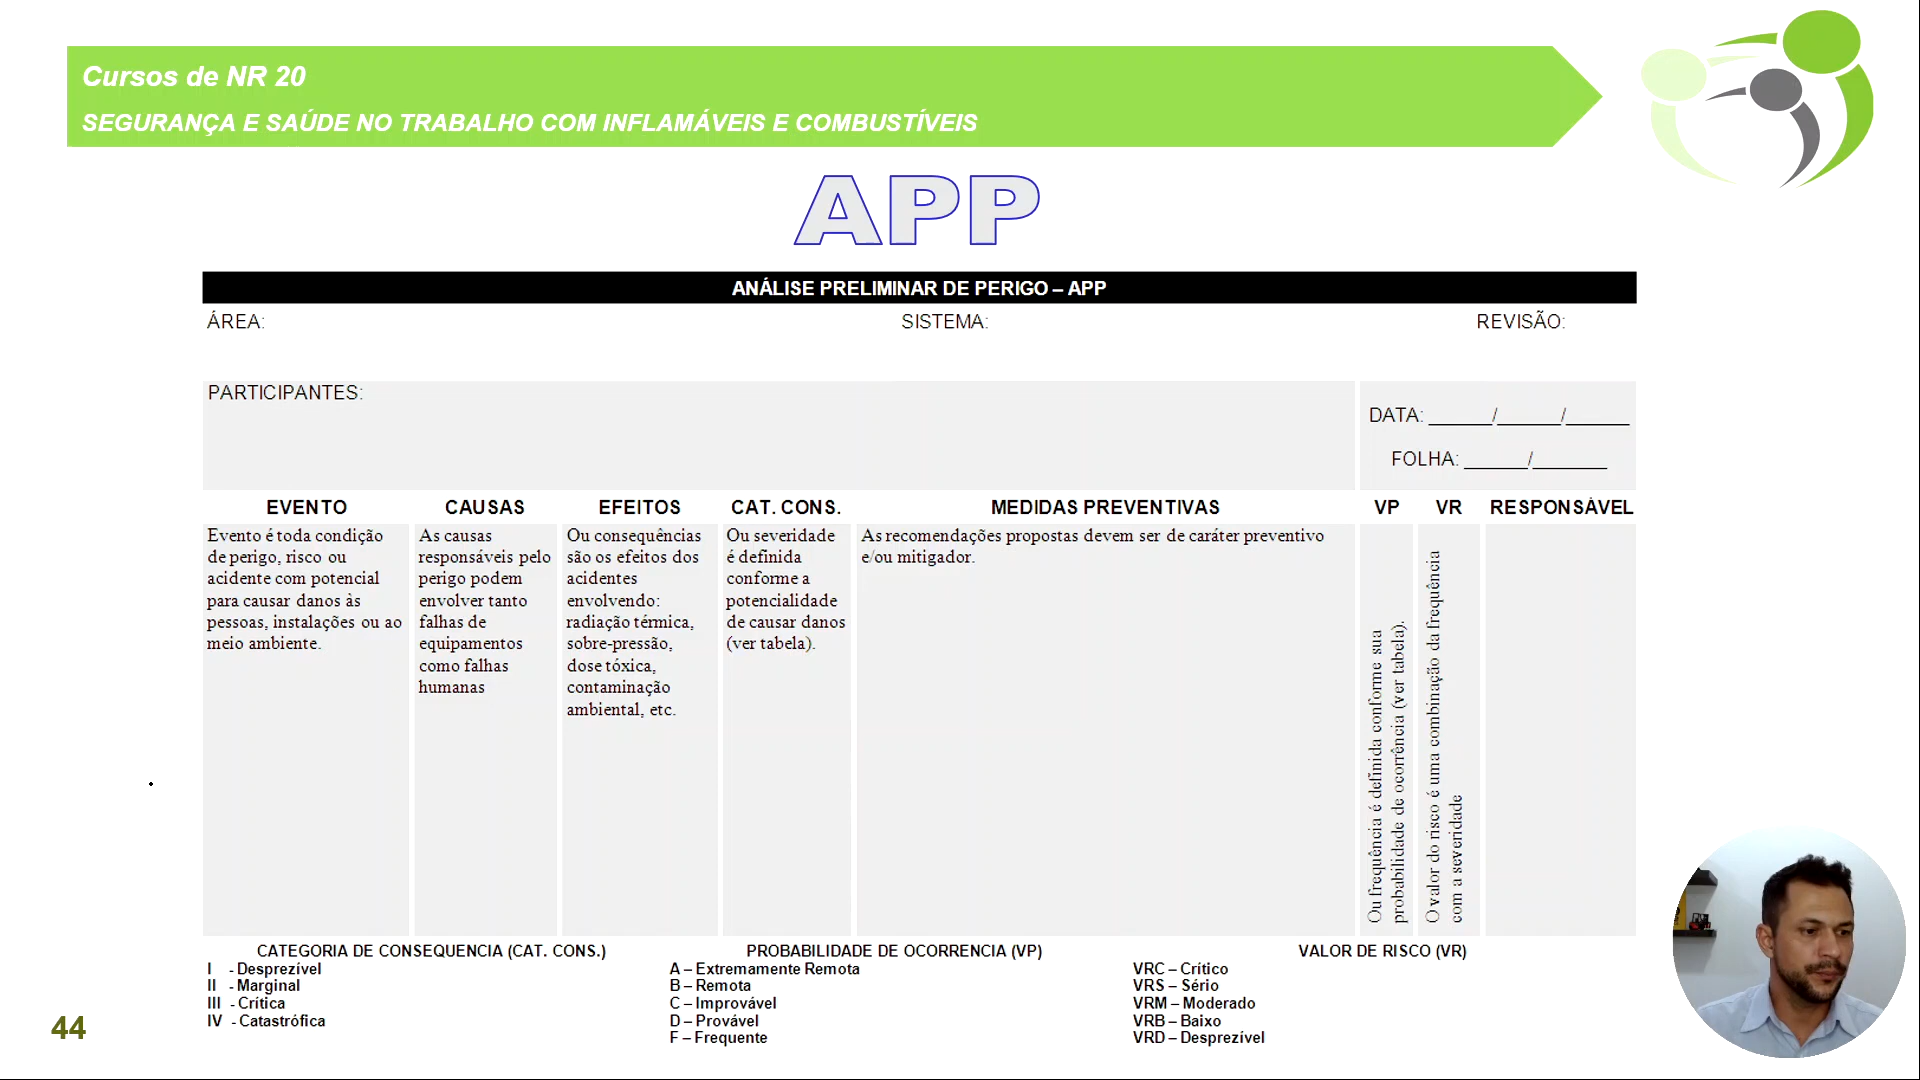 Cursos de NR 20
SEGURANÇA E SAÚDE NO TRABALHO COM INFLAMÁVEIS E COMBUSTÍVEIS
APP
ANÁLISE PRELIMINAR DE PERIGO – APP
ÁREA: SISTEMA: REVISÃO:
PARTICIPANTES:
DATA: ______/______/______
FOLHA: ______/_______
EVENTO CAUSAS EFEITOS CAT. CONS. MEDIDAS PREVENTIVAS VP VR RESPONSÁVEL
Evento é toda condição
de perigo, risco ou
acidente com potencial
para causar danos às
pessoas, instalações ou ao
meio ambiente.
As causas
responsáveis pelo
perigo podem
envolver tanto
falhas de
equipamentos
como falhas
humanas
Ou consequências
são os efeitos dos
acidentes
envolvendo:
radiação térmica,
sobre-pressão,
dose tóxica,
contaminação
ambiental, etc.
Ou severidade
é definida
conforme a
potencialidade
de causar danos
(ver tabela).
As recomendações propostas devem ser de caráter preventivo
e/ou mitigador.
Ou frequência é definida conforme sua
probabilidade de ocorrência (ver tabela).
O valor do risco é uma combinação da frequência
com a severidade
CATEGORIA DE CONSEQUENCIA (CAT. CONS.)
I - Desprezível
II - Marginal
III - Crítica
IV - Catastrófica
PROBABILIDADE DE OCORRENCIA (VP)
A – Extremamente Remota
B – Remota
C – Improvável
D – Provável
F – Frequente
VALOR DE RISCO (VR)
VRC – Crítico
VRS – Sério
VRM – Moderado
VRB – Baixo
VRD – Desprezível
44